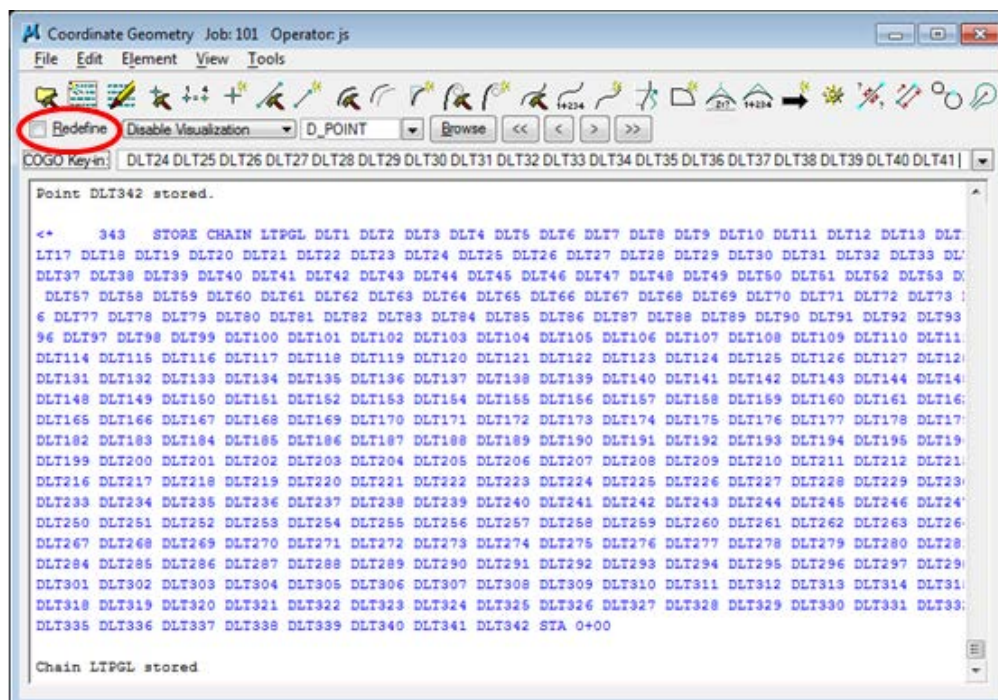 Coordinate Geometry Job: 101 Operator: js
File Edit Element View Tools
Redefine Disable Visualization D_POINT Browse << < > >>
COGO Key-in: DLT24 DLT25 DLT26 DLT27 DLT28 DLT29 DLT30 DLT31 DLT32 DLT33 DLT34 DLT35 DLT36 DLT37 DLT38 DLT39 DLT40 DLT41
Point DLT342 stored.
<* 343 STORE CHAIN LTPGL DLT1 DLT2 DLT3 DLT4 DLT5 DLT6 DLT7 DLT8 DLT9 DLT10 DLT11 DLT12 DLT13 DLT
LT17 DLT18 DLT19 DLT20 DLT21 DLT22 DLT23 DLT24 DLT25 DLT26 DLT27 DLT28 DLT29 DLT30 DLT31 DLT32 DLT33
DLT37 DLT38 DLT39 DLT40 DLT41 DLT42 DLT43 DLT44 DLT45 DLT46 DLT47 DLT48 DLT49 DLT50 DLT51 DLT52 DLT53
DLT57 DLT58 DLT59 DLT60 DLT61 DLT62 DLT63 DLT64 DLT65 DLT66 DLT67 DLT68 DLT69 DLT70 DLT71 DLT72 DLT73
6 DLT77 DLT78 DLT79 DLT80 DLT81 DLT82 DLT83 DLT84 DLT85 DLT86 DLT87 DLT88 DLT89 DLT90 DLT91 DLT92 DLT93
96 DLT97 DLT98 DLT99 DLT100 DLT101 DLT102 DLT103 DLT104 DLT105 DLT106 DLT107 DLT108 DLT109 DLT110
DLT114 DLT115 DLT116 DLT117 DLT118 DLT119 DLT120 DLT121 DLT122 DLT123 DLT124 DLT125 DLT126 DLT127
DLT131 DLT132 DLT133 DLT134 DLT135 DLT136 DLT137 DLT138 DLT139 DLT140 DLT141 DLT142 DLT143 DLT144
DLT148 DLT149 DLT150 DLT151 DLT152 DLT153 DLT154 DLT155 DLT156 DLT157 DLT158 DLT159 DLT160 DLT161
DLT165 DLT166 DLT167 DLT168 DLT169 DLT170 DLT171 DLT172 DLT173 DLT174 DLT175 DLT176 DLT177 DLT178
DLT182 DLT183 DLT184 DLT185 DLT186 DLT187 DLT188 DLT189 DLT190 DLT191 DLT192 DLT193 DLT194 DLT195
DLT199 DLT200 DLT201 DLT202 DLT203 DLT204 DLT205 DLT206 DLT207 DLT208 DLT209 DLT210 DLT211 DLT212
DLT216 DLT217 DLT218 DLT219 DLT220 DLT221 DLT222 DLT223 DLT224 DLT225 DLT226 DLT227 DLT228 DLT229
DLT233 DLT234 DLT235 DLT236 DLT237 DLT238 DLT239 DLT240 DLT241 DLT242 DLT243 DLT244 DLT245 DLT246
DLT250 DLT251 DLT252 DLT253 DLT254 DLT255 DLT256 DLT257 DLT258 DLT259 DLT260 DLT261 DLT262 DLT263
DLT267 DLT268 DLT269 DLT270 DLT271 DLT272 DLT273 DLT274 DLT275 DLT276 DLT277 DLT278 DLT279 DLT280
DLT284 DLT285 DLT286 DLT287 DLT288 DLT289 DLT290 DLT291 DLT292 DLT293 DLT294 DLT295 DLT296 DLT297
DLT301 DLT302 DLT303 DLT304 DLT305 DLT306 DLT307 DLT308 DLT309 DLT310 DLT311 DLT312 DLT313 DLT314
DLT318 DLT319 DLT320 DLT321 DLT322 DLT323 DLT324 DLT325 DLT326 DLT327 DLT328 DLT329 DLT330 DLT331
DLT335 DLT336 DLT337 DLT338 DLT339 DLT340 DLT341 DLT342 STA 0+00
Chain LTPGL stored